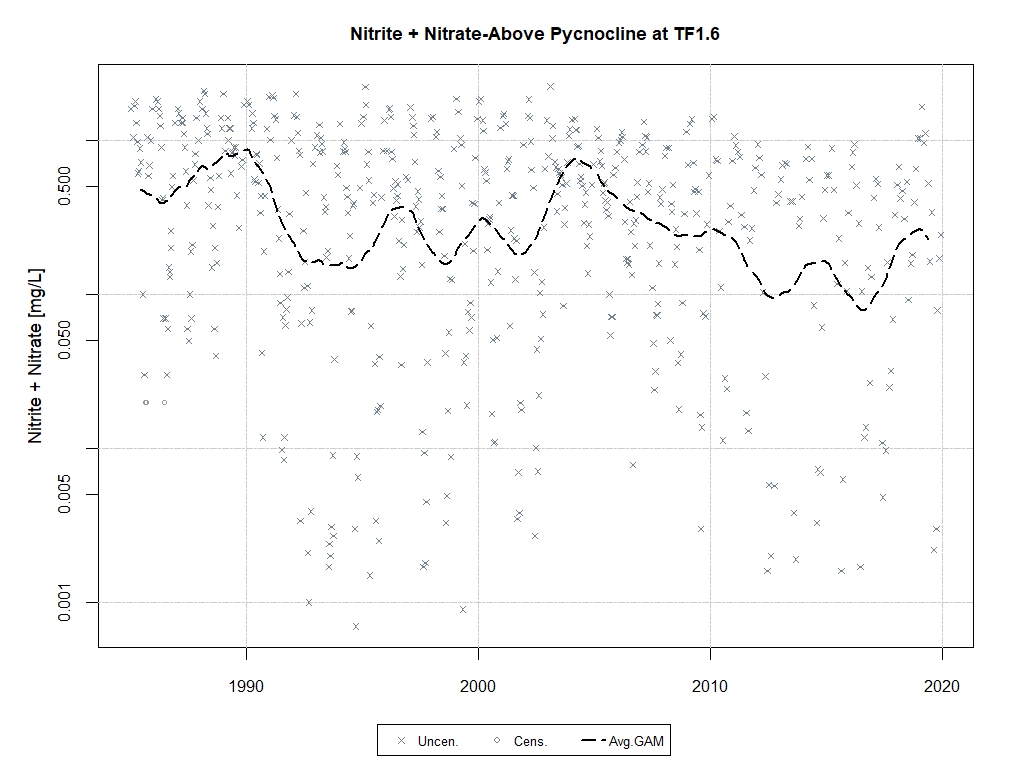 Nitrite + Nitrate-Above Pycnocline at TF1.6
Nitrite + Nitrate [mg/L]
0.500
0.050
0.005
0.001
1990 2000 2010 2020
Uncen. Cens. Avg.GAM